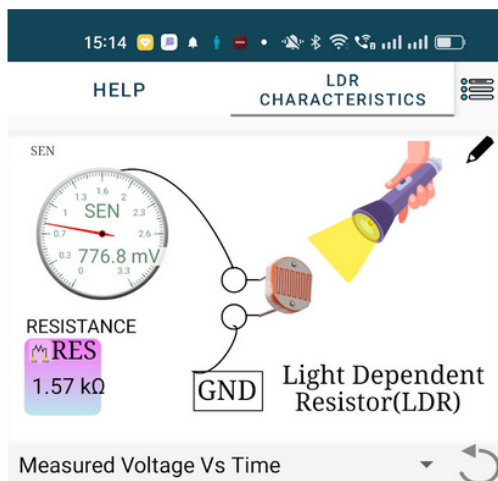 15:14
HELP
LDR
CHARACTERISTICS
SEN
0
0.3
0.7
1
1.3
1.6
2
2.3
2.6
3.3
SEN
776.8 mV
RESISTANCE
RES
1.57 kΩ
GND
Light Dependent
Resistor(LDR)
Measured Voltage Vs Time